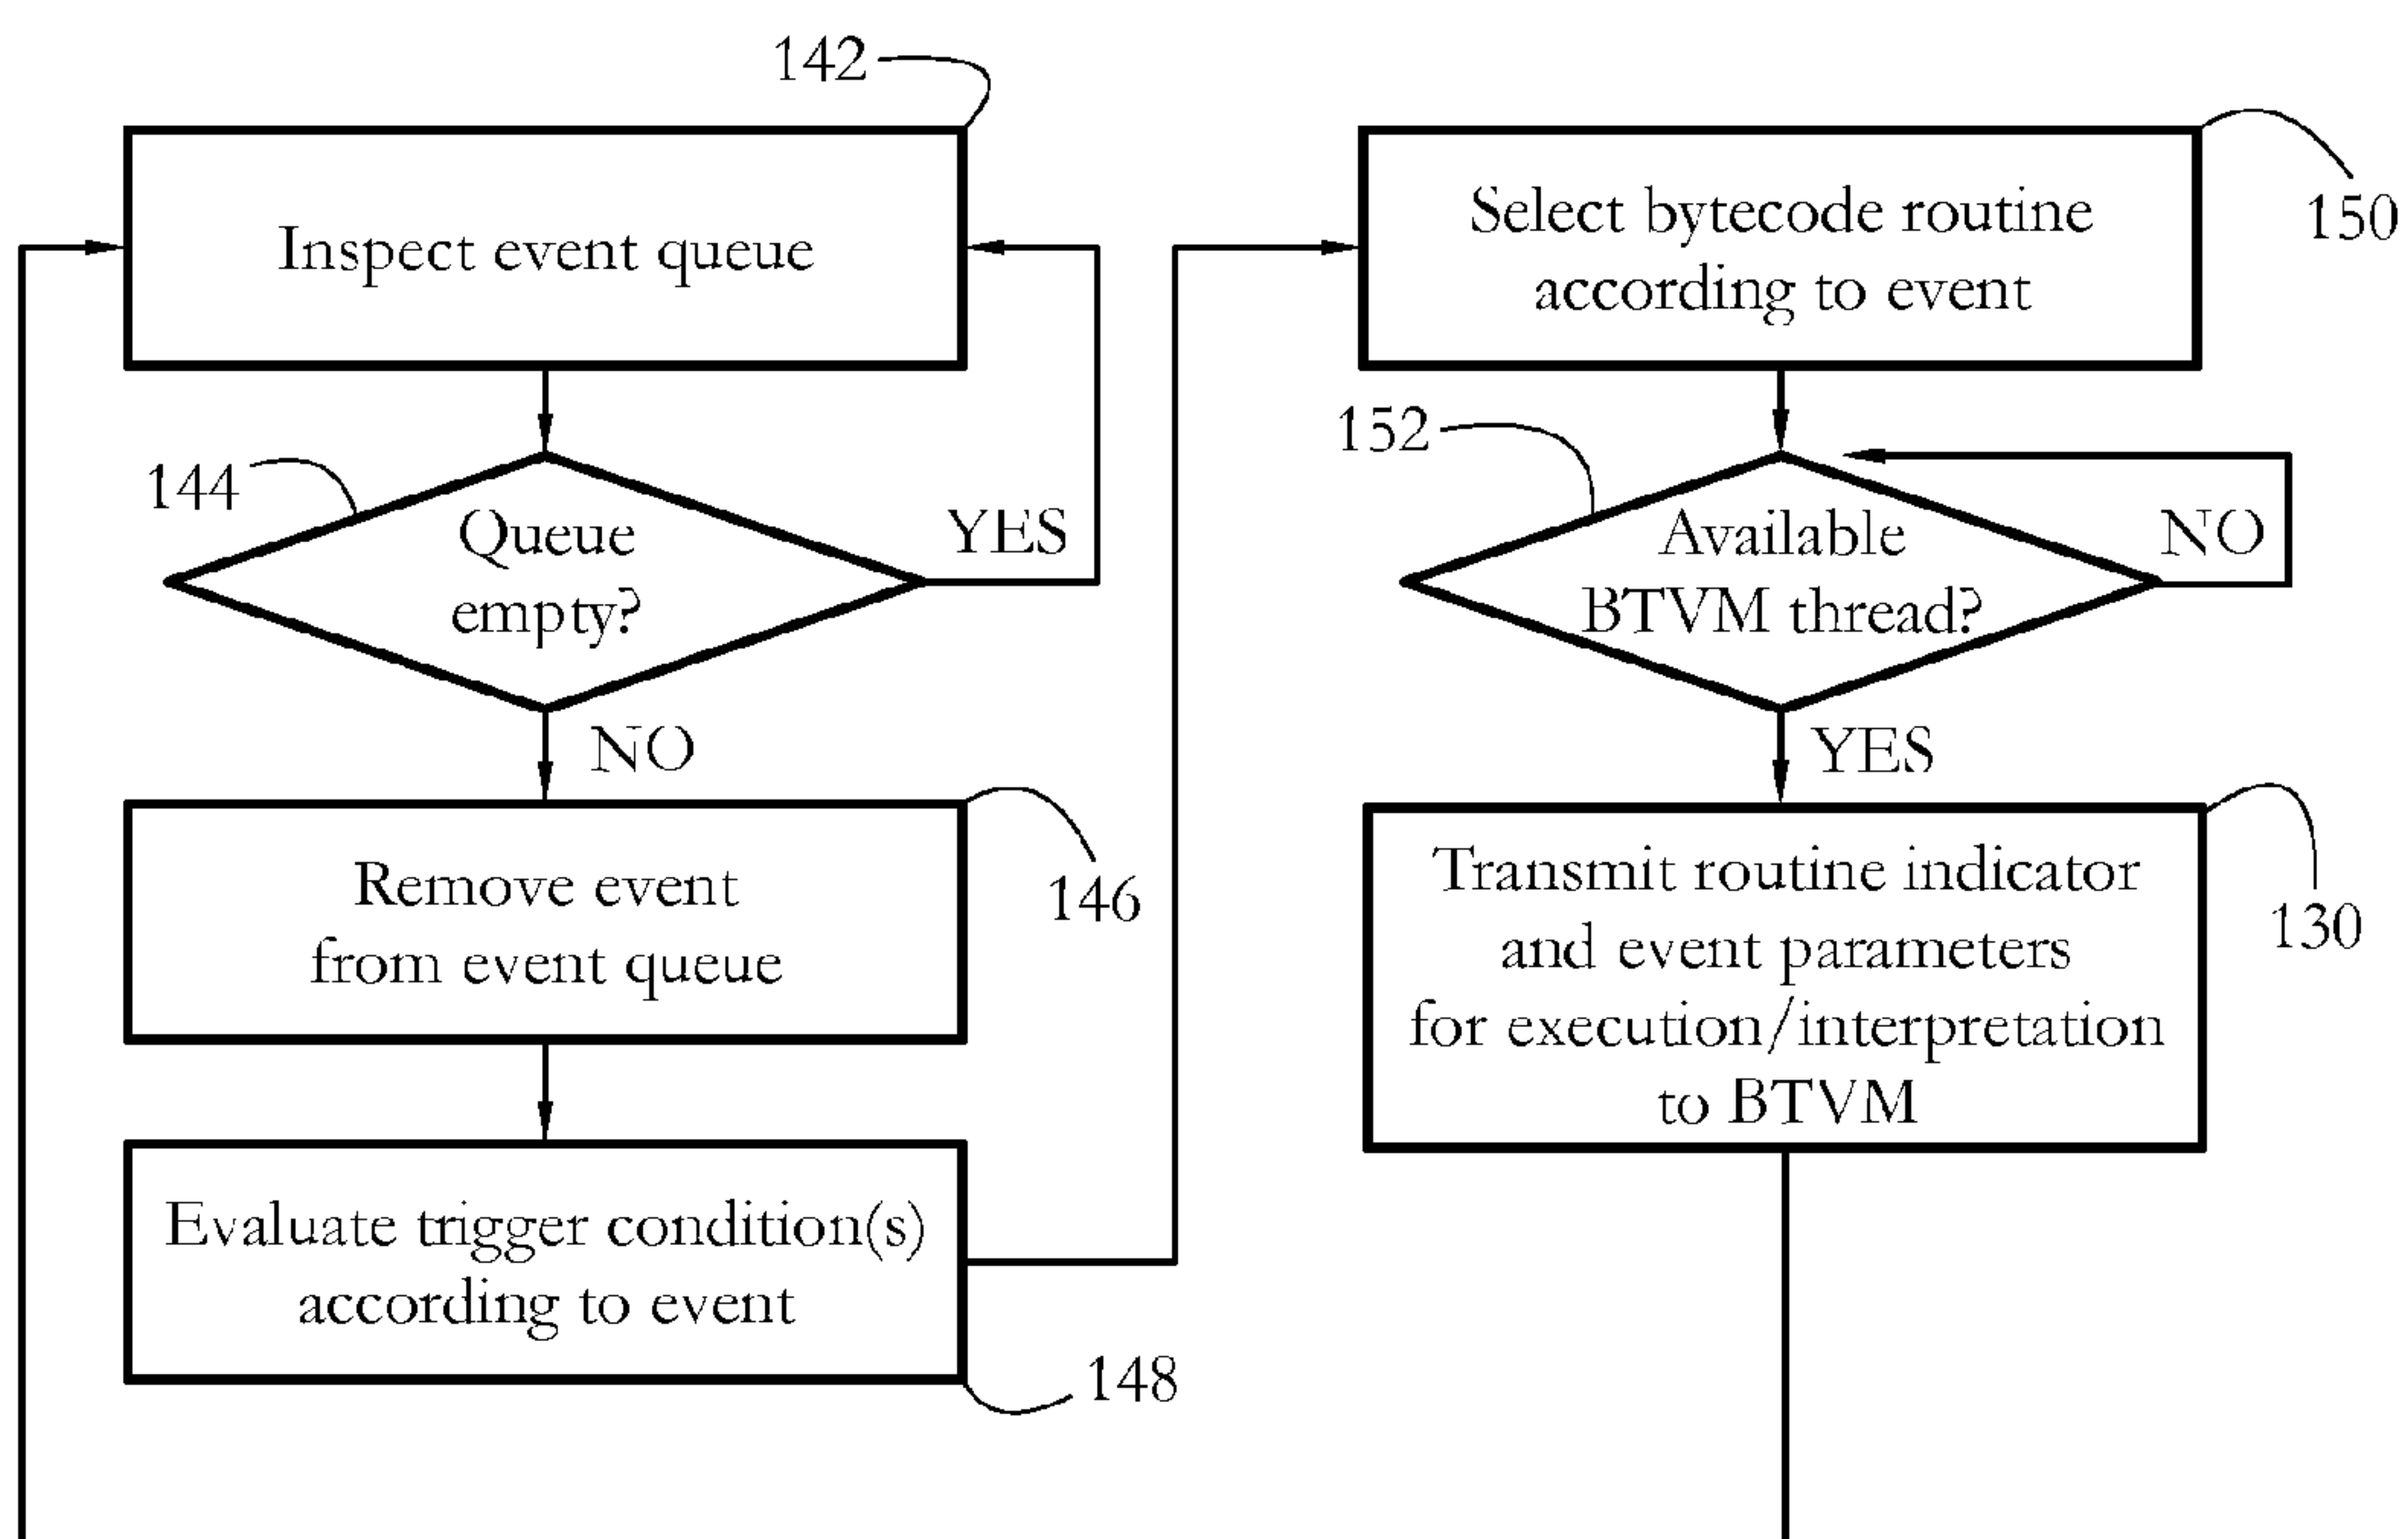 142
Inspect event queue
144
Queue
empty?
YES
NO
Remove event
from event queue
146
Evaluate trigger condition(s)
according to event
148
Select bytecode routine
according to event
150
152
Available
BTVM thread?
NO
YES
Transmit routine indicator
and event parameters
for execution/interpretation
to BTVM
130